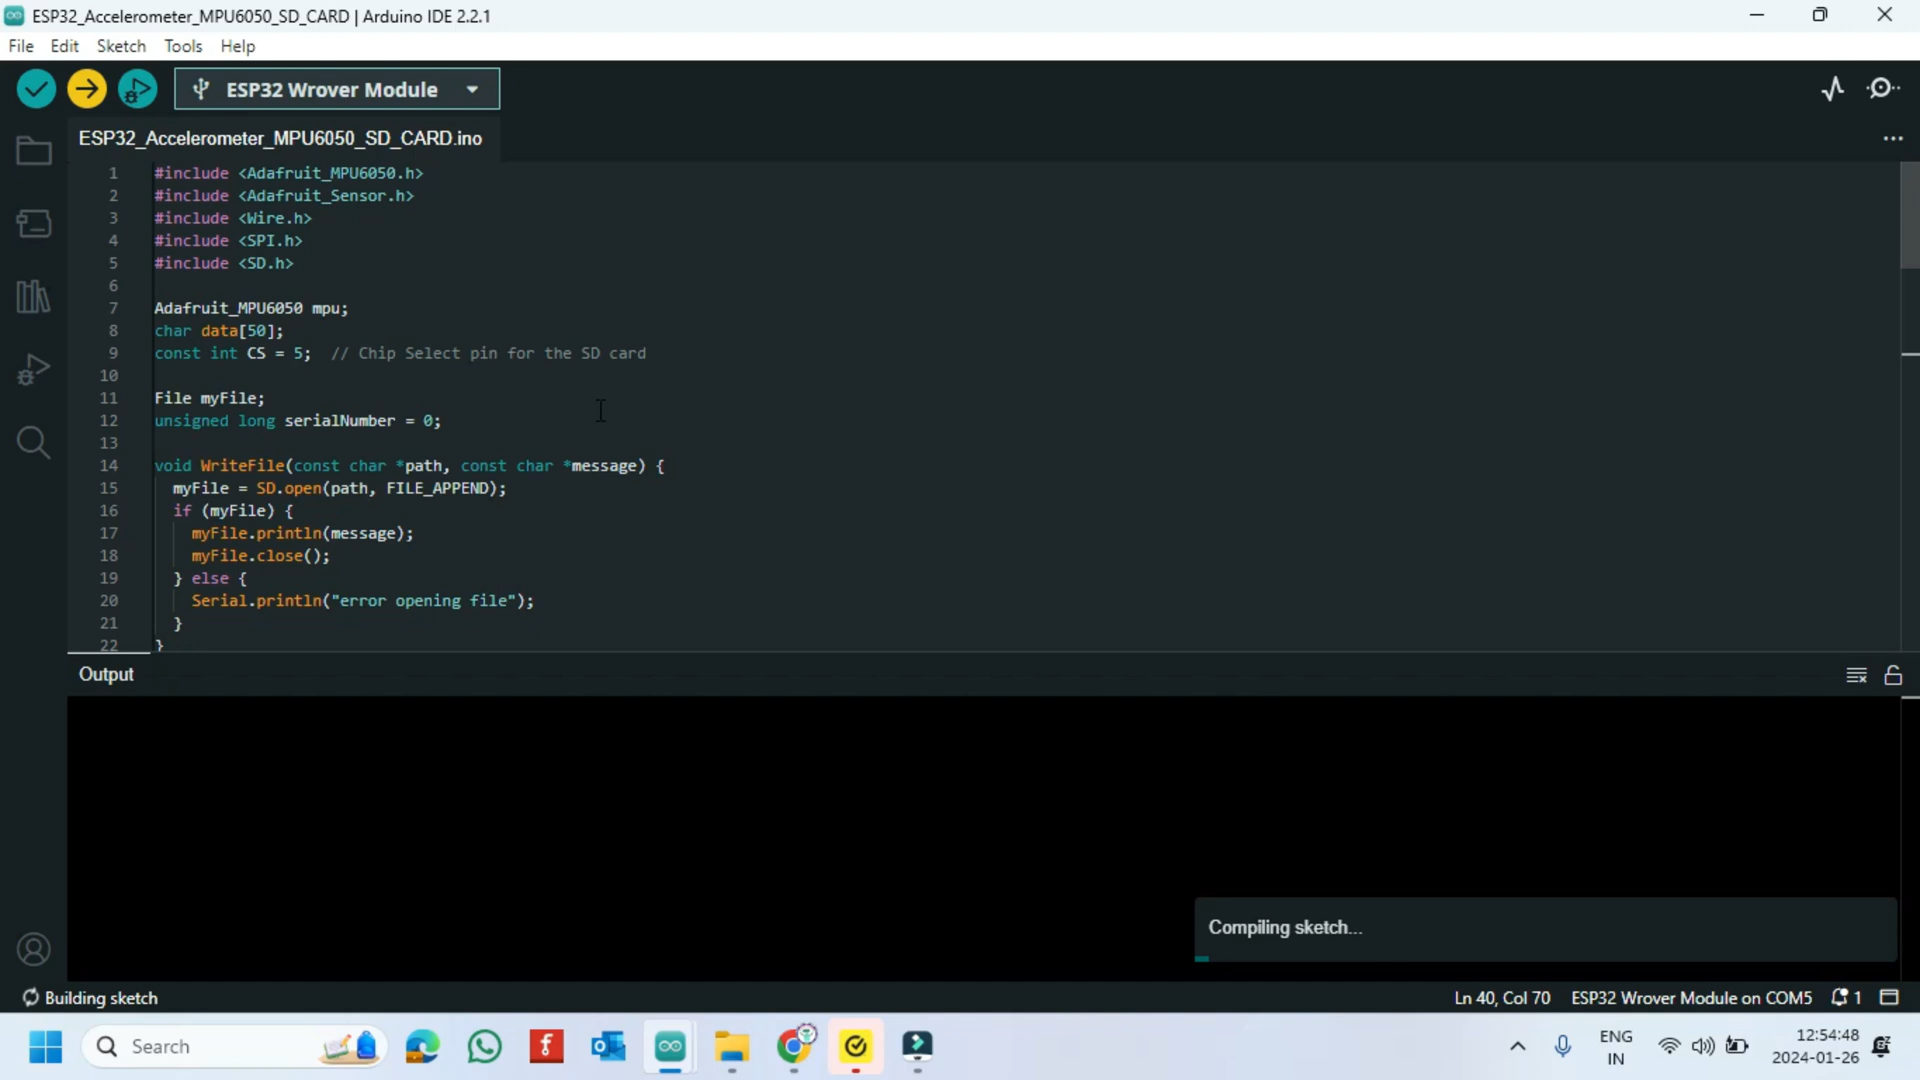 ESP32_Accelerometer_MPU6050_SD_CARD | Arduino IDE 2.2.1
File Edit Sketch Tools Help
ESP32 Wrover Module
ESP32_Accelerometer_MPU6050_SD_CARD.ino
1 #include <Adafruit_MPU6050.h>
2 #include <Adafruit_Sensor.h>
3 #include <Wire.h>
4 #include <SPI.h>
5 #include <SD.h>
6
7 Adafruit_MPU6050 mpu;
8 char data[50];
9 const int CS = 5; // Chip Select pin for the SD card
10
11 File myFile;
12 unsigned long serialNumber = 0;
13
14 void WriteFile(const char *path, const char *message) {
15 myFile = SD.open(path, FILE_APPEND);
16 if (myFile) {
17 myFile.println(message);
18 myFile.close();
19 } else {
20 Serial.println("error opening file");
21 }
22 }
Output
Compiling sketch...
Building sketch
Ln 40, Col 70 ESP32 Wrover Module on COM5 1
Search
ENG
IN
12:54:48
2024-01-26